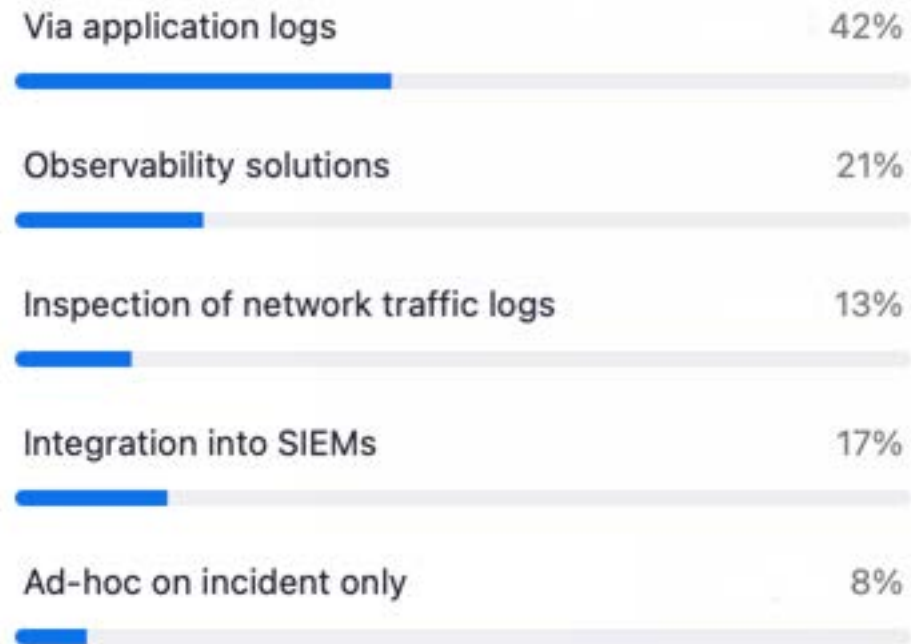 Via application logs 42%
Observability solutions 21%
Inspection of network traffic logs 13%
Integration into SIEMs 17%
Ad-hoc on incident only 8%